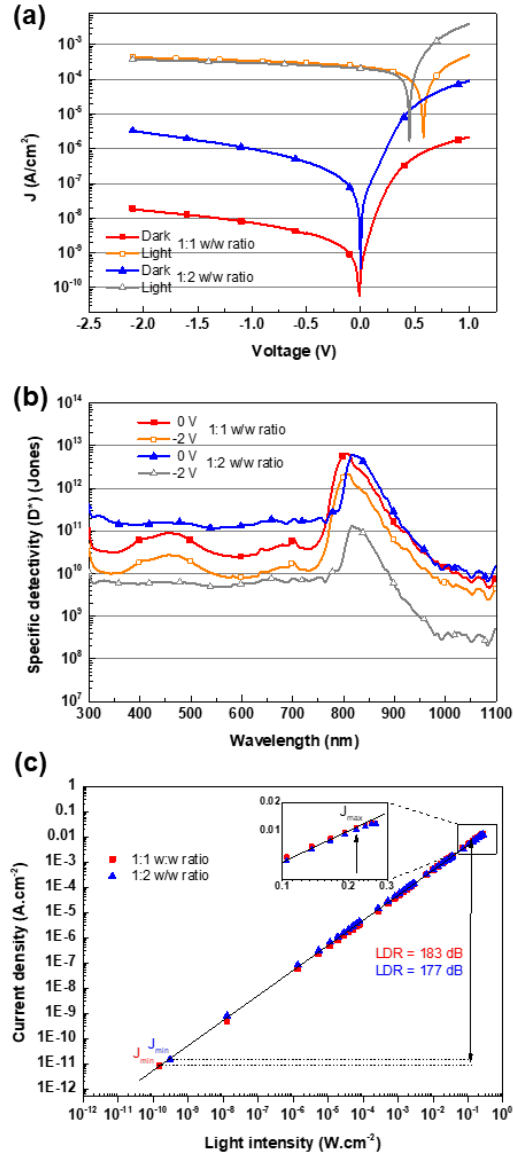 (a)
10⁻³
10⁻⁴
10⁻⁵
10⁻⁶
10⁻⁷
10⁻⁸
10⁻⁹
10⁻¹⁰
J (A/cm²)
Dark
Light
1:1 w/w ratio
Dark
Light
1:2 w/w ratio
-2.5 -2.0 -1.5 -1.0 -0.5 0.0 0.5 1.0
Voltage (V)
(b)
10¹⁴
10¹³
10¹²
10¹¹
10¹⁰
10⁹
10⁸
10⁷
Specific detectivity (D*) (Jones)
0 V
-2 V
1:1 w/w ratio
0 V
-2 V
1:2 w/w ratio
300 400 500 600 700 800 900 1000 1100
Wavelength (nm)
(c)
1
0.1
0.01
1E-3
1E-4
1E-5
1E-6
1E-7
1E-8
1E-9
1E-10
1E-11
1E-12
Current density (A.cm⁻²)
1:1 w:w ratio
1:2 w/w ratio
0.02
0.01
Jmax
0.1 0.2 0.3
LDR = 183 dB
LDR = 177 dB
Jmin
Jmin
10⁻¹² 10⁻¹¹ 10⁻¹⁰ 10⁻⁹ 10⁻⁸ 10⁻⁷ 10⁻⁶ 10⁻⁵ 10⁻⁴ 10⁻³ 10⁻² 10⁻¹ 10⁰
Light intensity (W.cm⁻²)